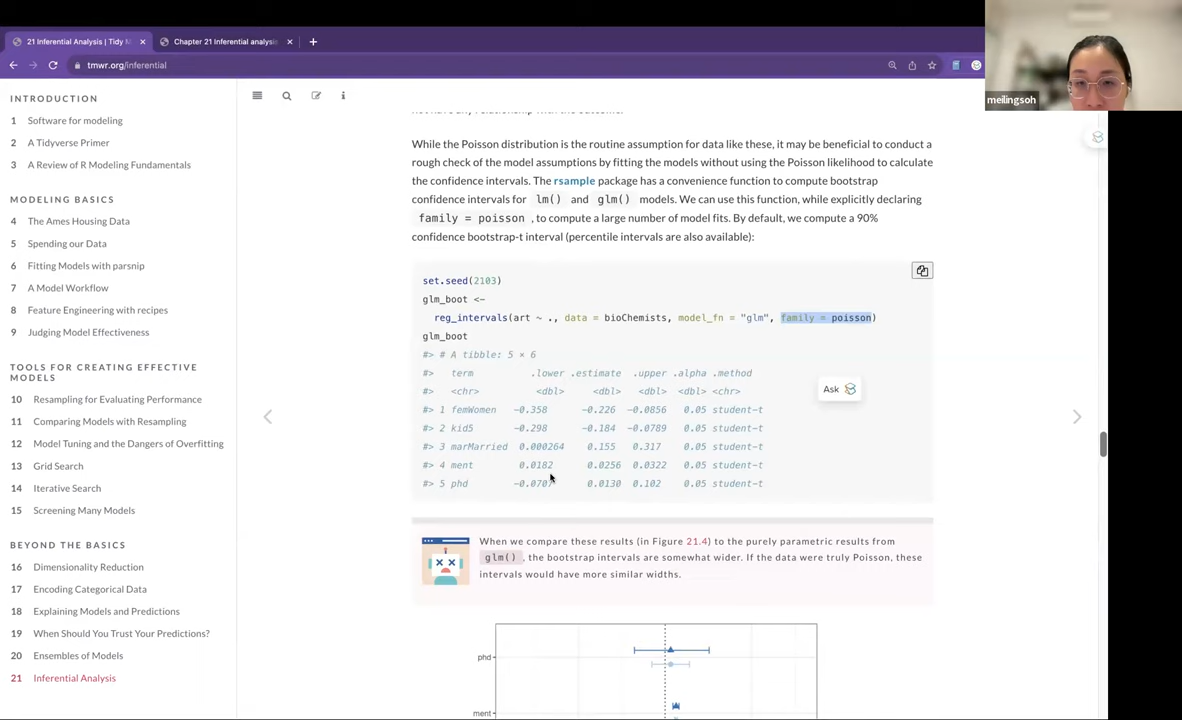 21 Inferential Analysis | Tidy M
Chapter 21 Inferential analysis
tmwr.org/inferential
meilingsoh
INTRODUCTION
1 Software for modeling
2 A Tidyverse Primer
3 A Review of R Modeling Fundamentals
MODELING BASICS
4 The Ames Housing Data
5 Spending our Data
6 Fitting Models with parsnip
7 A Model Workflow
8 Feature Engineering with recipes
9 Judging Model Effectiveness
TOOLS FOR CREATING EFFECTIVE
MODELS
10 Resampling for Evaluating Performance
11 Comparing Models with Resampling
12 Model Tuning and the Dangers of Overfitting
13 Grid Search
14 Iterative Search
15 Screening Many Models
BEYOND THE BASICS
16 Dimensionality Reduction
17 Encoding Categorical Data
18 Explaining Models and Predictions
19 When Should You Trust Your Predictions?
20 Ensembles of Models
21 Inferential Analysis
While the Poisson distribution is the routine assumption for data like these, it may be beneficial to conduct a
rough check of the model assumptions by fitting the models without using the Poisson likelihood to calculate
the confidence intervals. The rsample package has a convenience function to compute bootstrap
confidence intervals for lm() and glm() models. We can use this function, while explicitly declaring
family = poisson , to compute a large number of model fits. By default, we compute a 90%
confidence bootstrap-t interval (percentile intervals are also available):
set.seed(2103)
glm_boot <-
reg_intervals(art ~ ., data = bioChemists, model_fn = "glm", family = poisson)
glm_boot
#> # A tibble: 5 × 6
#> term .lower .estimate .upper .alpha .method
#> <chr> <dbl> <dbl> <dbl> <dbl> <chr>
#> 1 femWomen -0.358 -0.226 -0.0856 0.05 student-t
#> 2 kid5 -0.298 -0.184 -0.0789 0.05 student-t
#> 3 marMarried 0.000264 0.155 0.317 0.05 student-t
#> 4 ment 0.0182 0.0256 0.0322 0.05 student-t
#> 5 phd -0.0707 0.0130 0.102 0.05 student-t
Ask
When we compare these results (in Figure 21.4) to the purely parametric results from
glm() , the bootstrap intervals are somewhat wider. If the data were truly Poisson, these
intervals would have more similar widths.
phd
ment